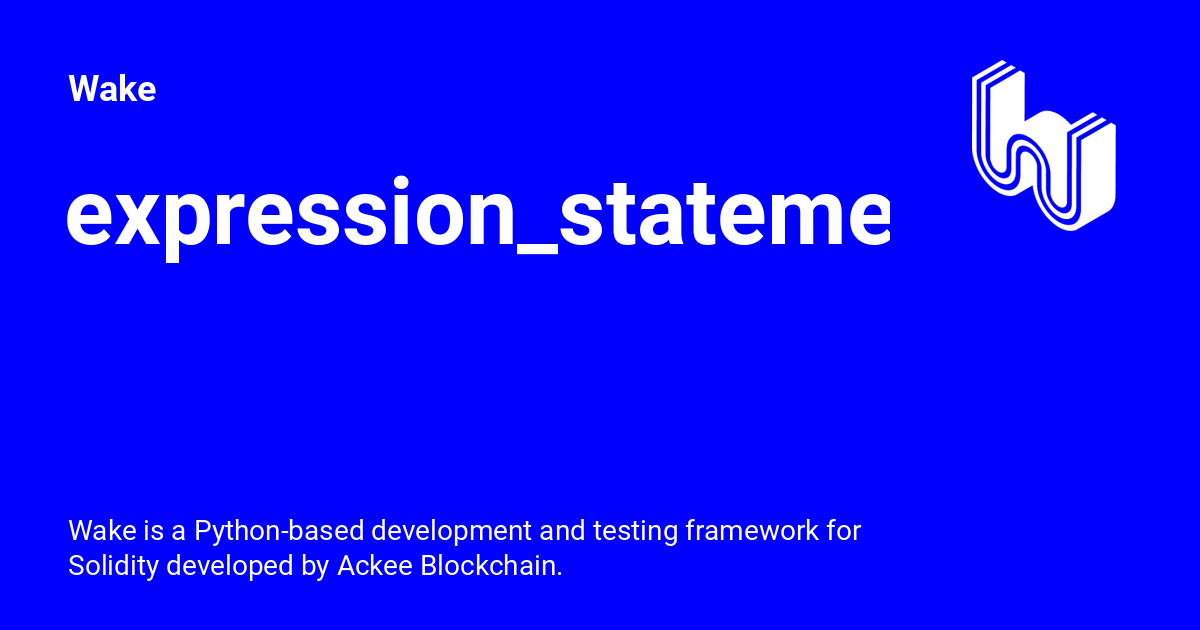 Wake
expression_stateme
Wake is a Python-based development and testing framework for
Solidity developed by Ackee Blockchain.